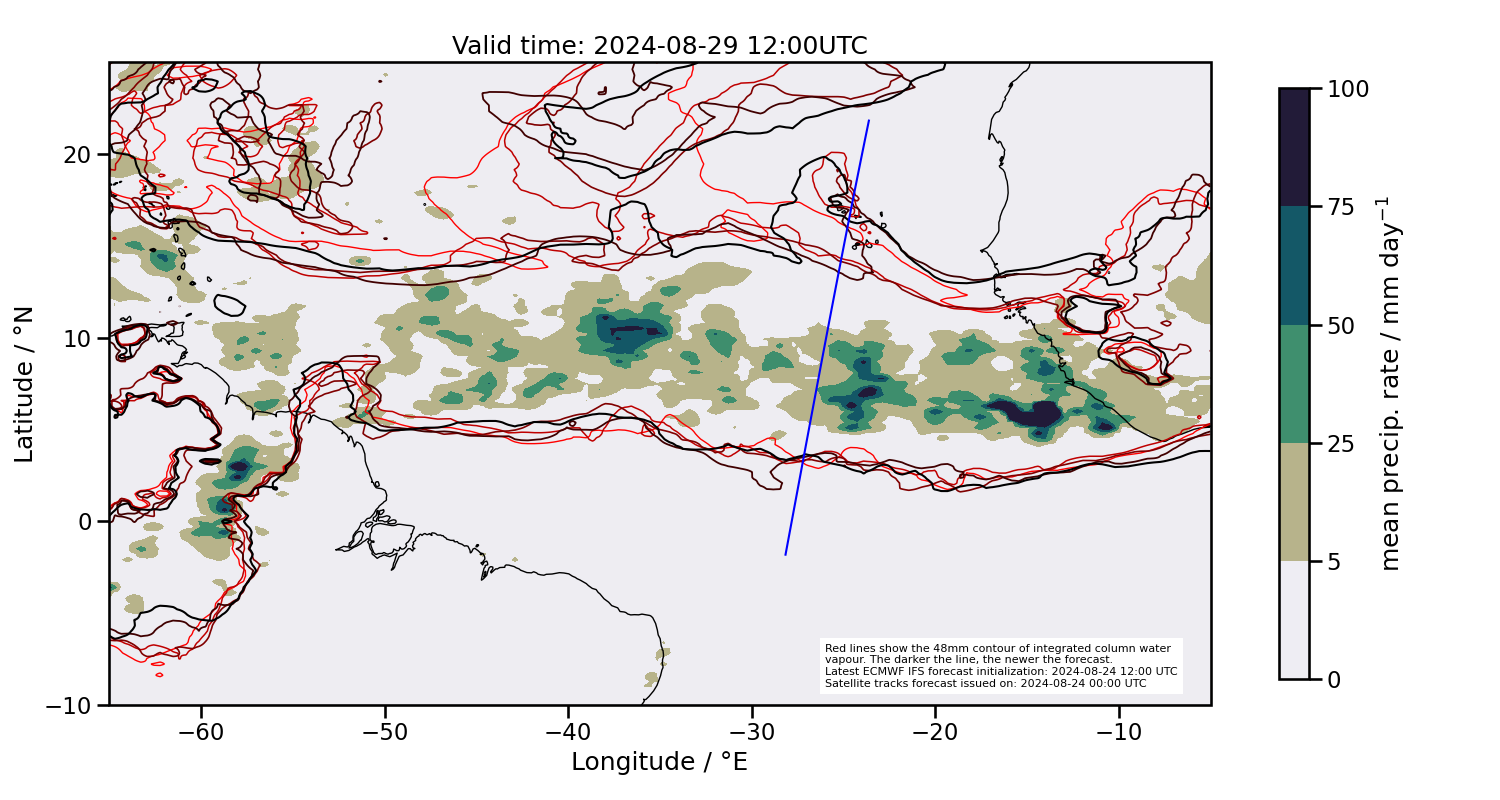 Valid time: 2024-08-29 12:00UTC
Latitude / °N
20
10
0
−10
−60
−50
−40
−30
−20
−10
Longitude / °E
Red lines show the 48mm contour of integrated column water
vapour. The darker the line, the newer the forecast.
Latest ECMWF IFS forecast initialization: 2024-08-24 12:00 UTC
Satellite tracks forecast issued on: 2024-08-24 00:00 UTC
100
75
50
25
5
0
mean precip. rate / mm day⁻¹